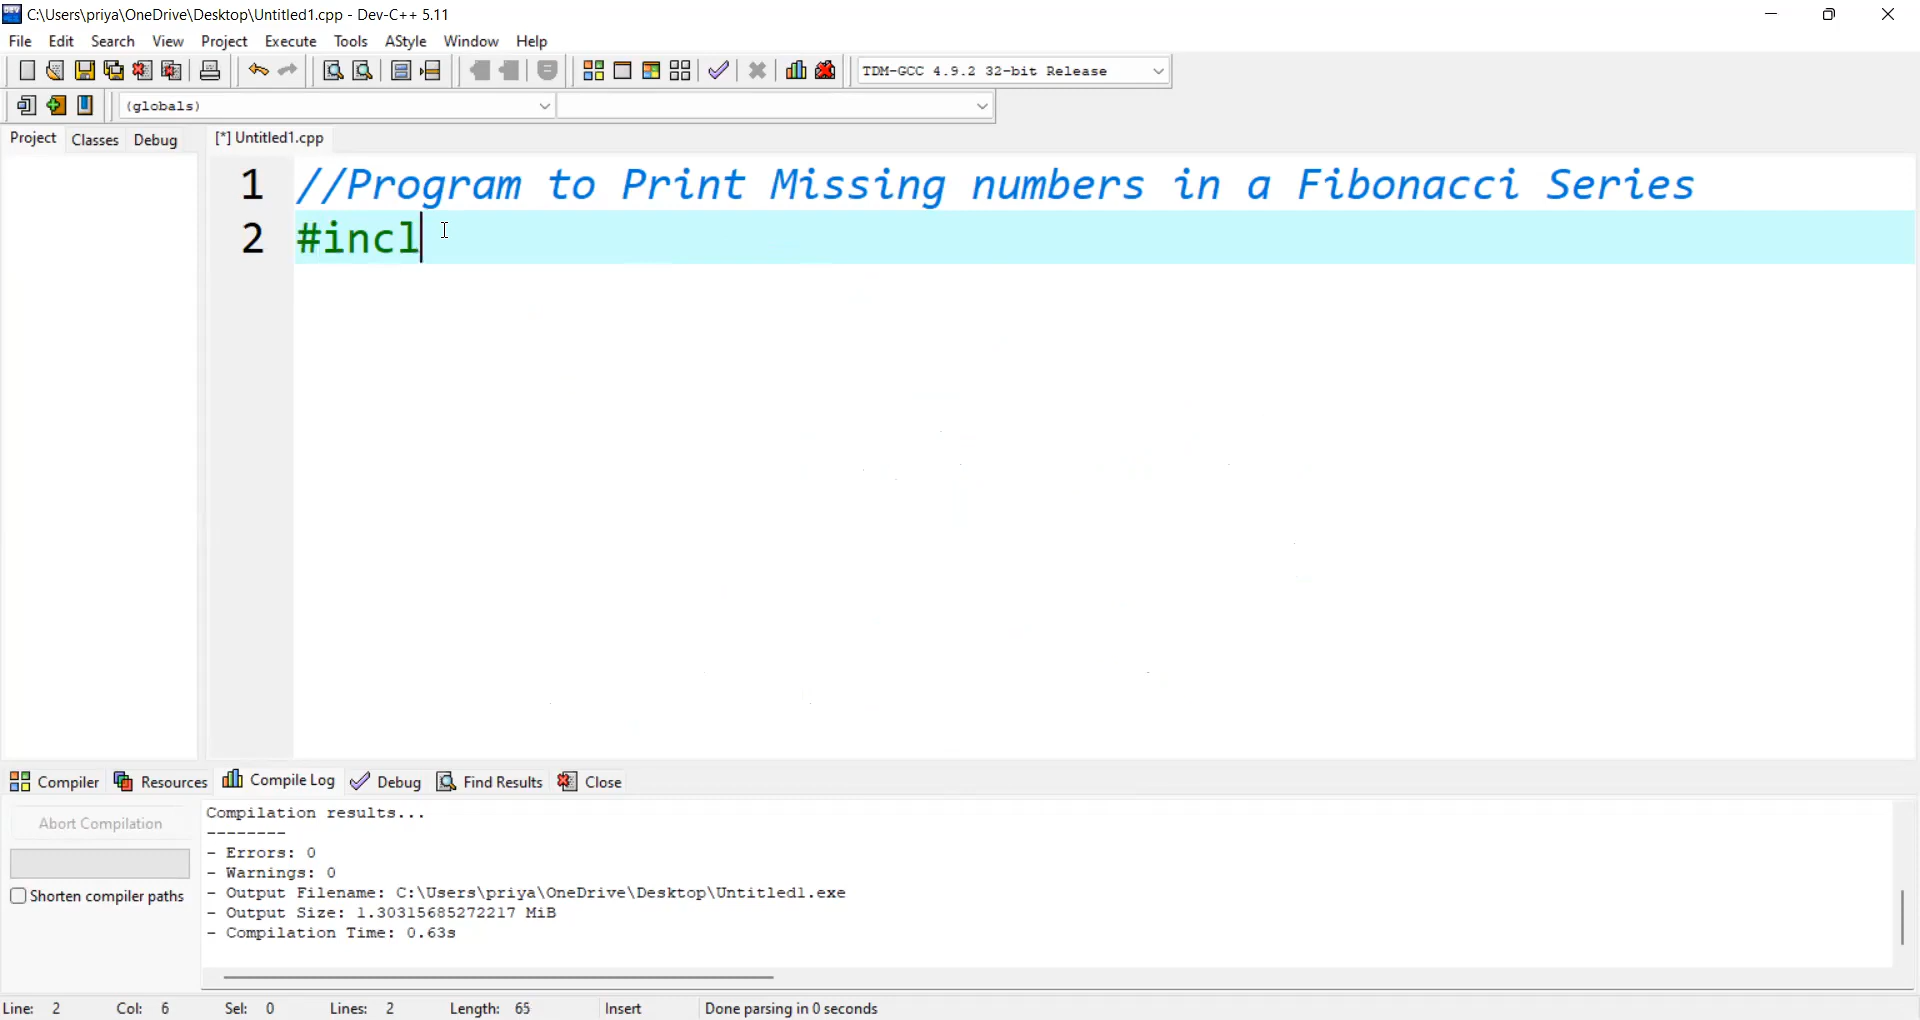 C:\Users\priya\OneDrive\Desktop\Untitled1.cpp - Dev-C++ 5.11
File Edit Search View Project Execute Tools AStyle Window Help
TDM-GCC 4.9.2 32-bit Release
(globals)
Project Classes Debug [*] Untitled1.cpp
1 //Program to Print Missing numbers in a Fibonacci Series
2 #incl
Compiler Resources Compile Log Debug Find Results Close
Abort Compilation
Shorten compiler paths
Compilation results...
--------
- Errors: 0
- Warnings: 0
- Output Filename: C:\Users\priya\OneDrive\Desktop\Untitled1.exe
- Output Size: 1.30315685272217 MiB
- Compilation Time: 0.63s
Line: 2 Col: 6 Sel: 0 Lines: 2 Length: 65 Insert Done parsing in 0 seconds